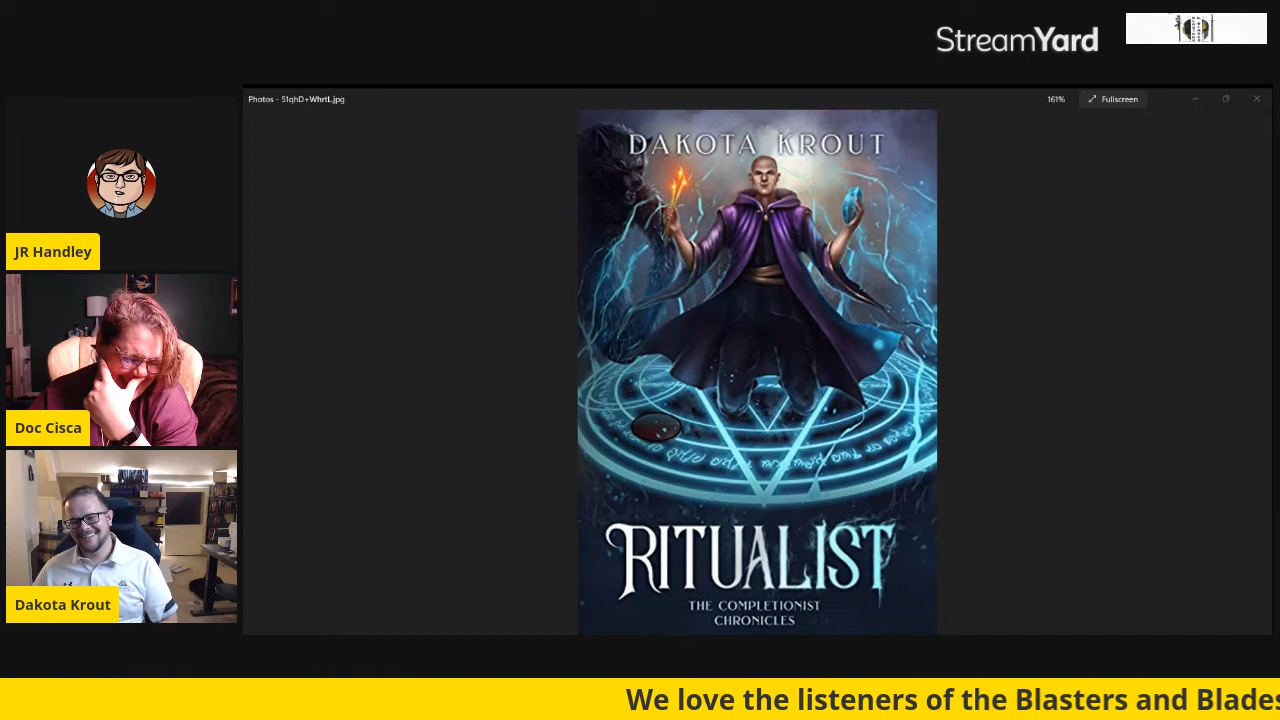 StreamYard
Photos - 51qhD+WhrtL.jpg
161%
Fullscreen
DAKOTA KROUT
RITUALIST
THE COMPLETIONIST
CHRONICLES
JR Handley
Doc Cisca
Dakota Krout
We love the listeners of the Blasters and Blades